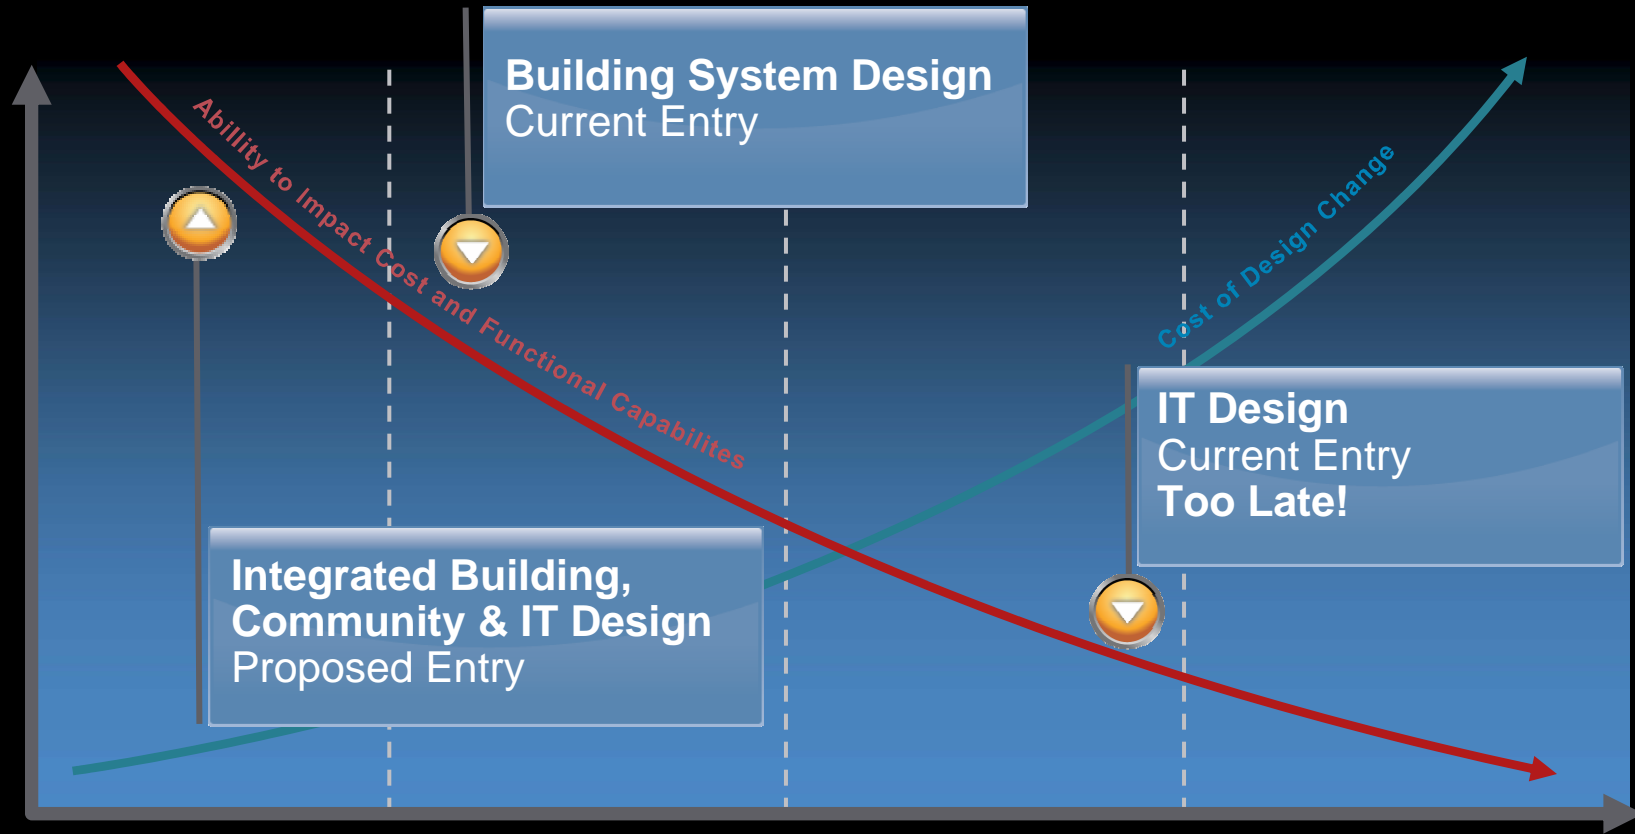 Building System Design
Current Entry
Abillity to Impact Cost and Functional Capabilites
Cost of Design Change
IT Design
Current Entry
Too Late!
Integrated Building,
Community & IT Design
Proposed Entry